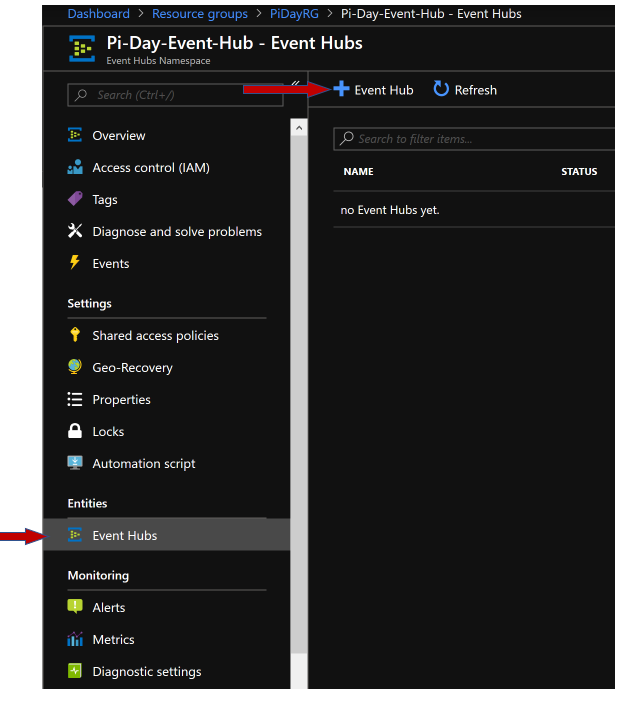 Dashboard > Resource groups > PiDayRG > Pi-Day-Event-Hub - Event Hubs
Pi-Day-Event-Hub - Event Hubs
Event Hubs Namespace
Search (Ctrl+/)
Overview
Access control (IAM)
Tags
Diagnose and solve problems
Events
Settings
Shared access policies
Geo-Recovery
Properties
Locks
Automation script
Entities
Event Hubs
Monitoring
Alerts
Metrics
Diagnostic settings
+ Event Hub Refresh
Search to filter items...
NAME STATUS
no Event Hubs yet.